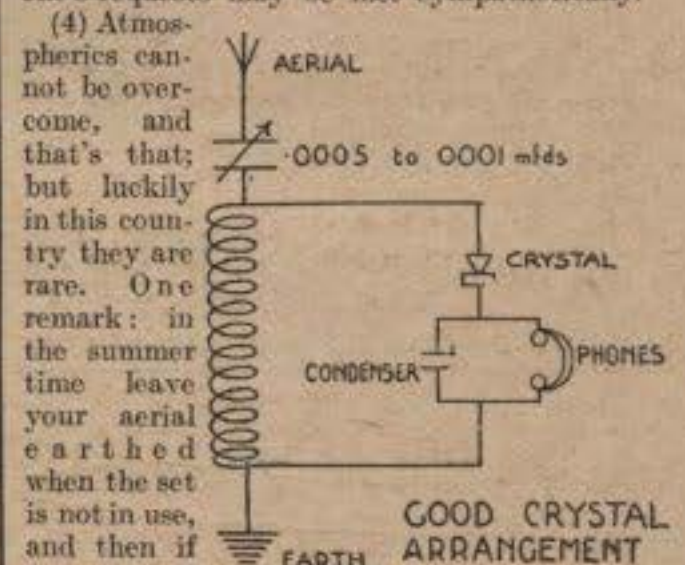 (4) Atmos-
pherics can-
not be over-
come, and
that's that;
but luckily
in this coun-
try they are
rare. One
remark: in
the summer
time leave
your aerial
earthed
when the set
is not in use,
and then if
AERIAL
.0005 to 0001 mfds
CRYSTAL
CONDENSER
PHONES
EARTH
GOOD CRYSTAL
ARRANGEMENT